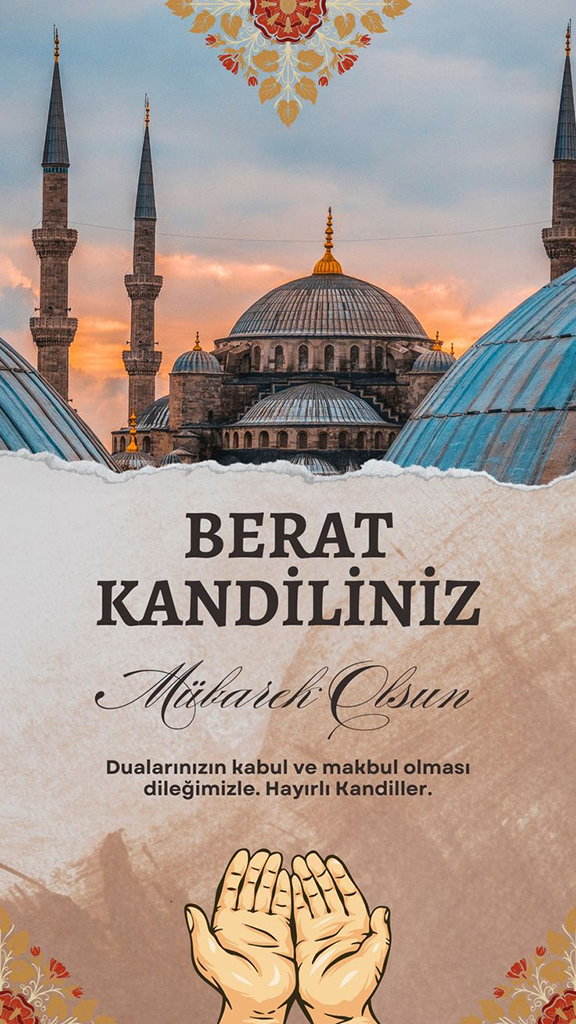 BERAT
KANDİLİNİZ
Mübarek Olsun
Dualarınızın kabul ve makbul olması
dileğimizle. Hayırlı Kandiller.